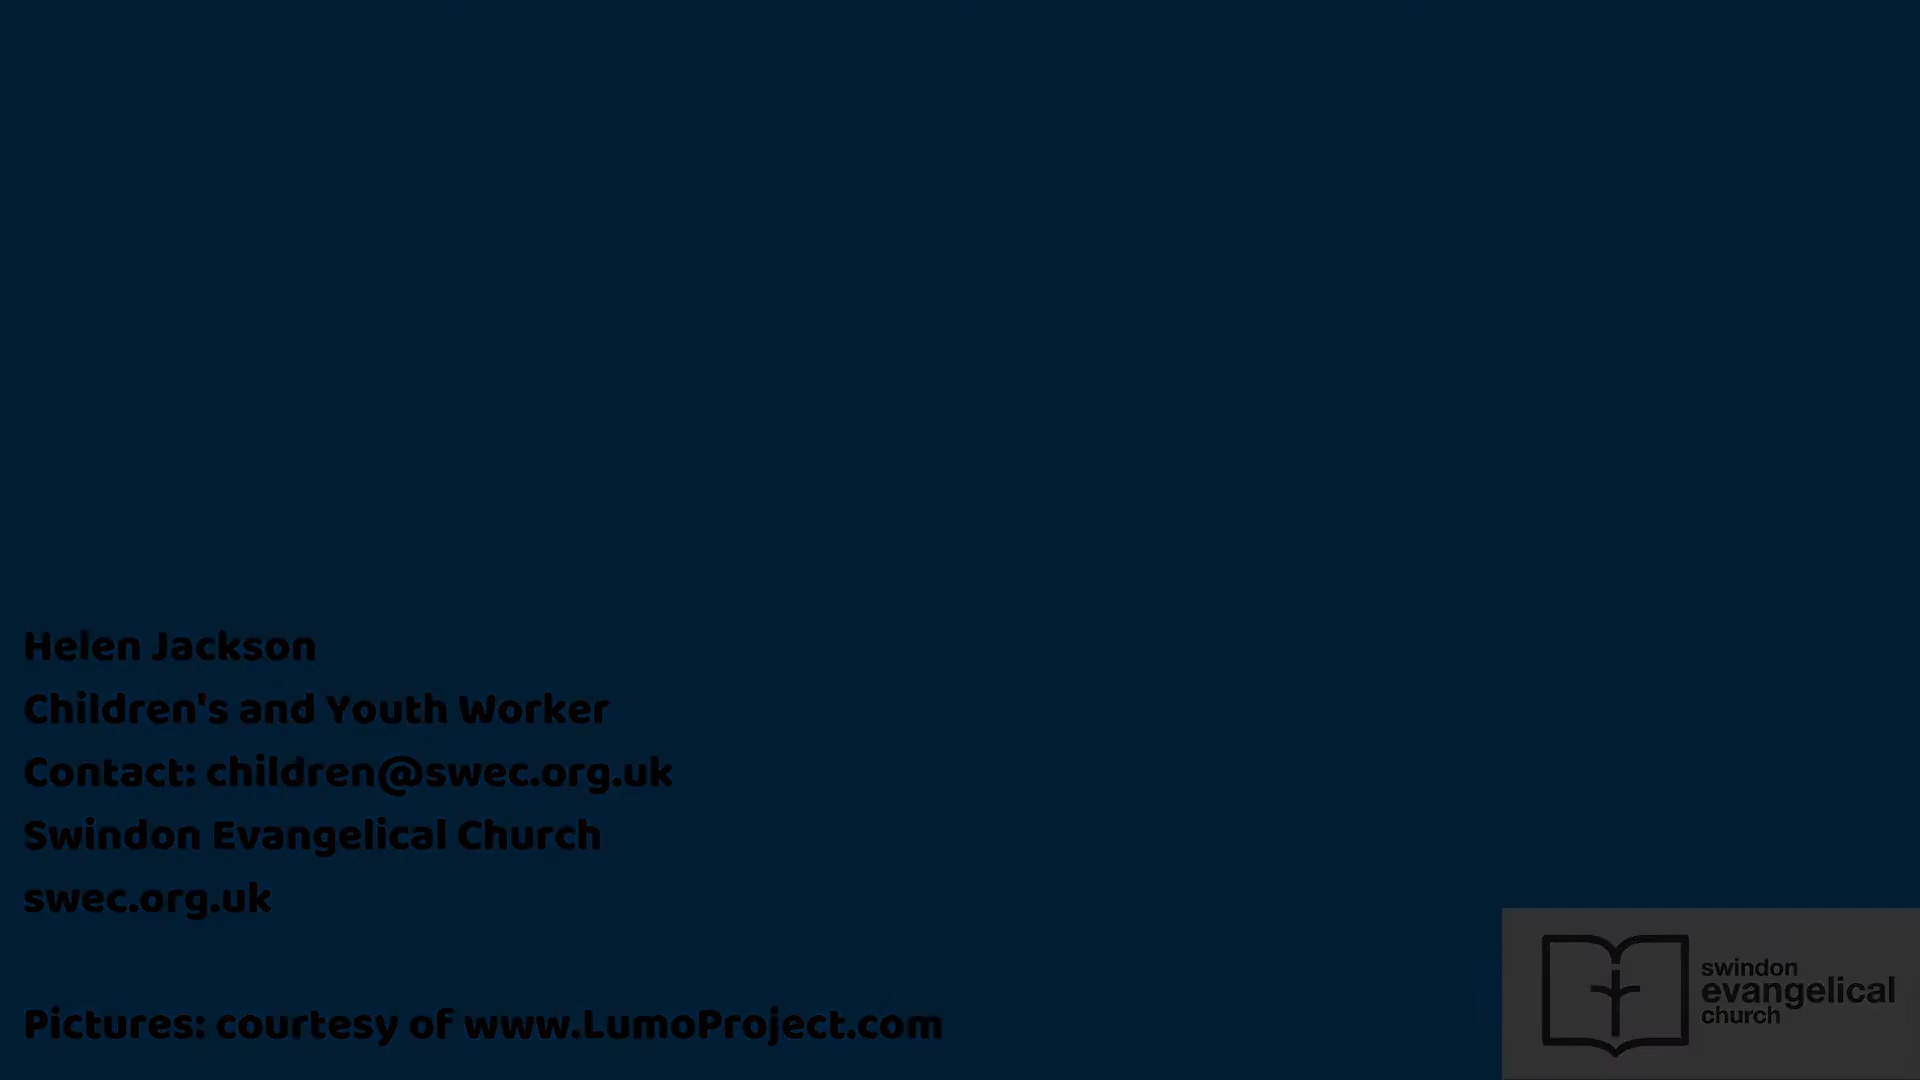 Helen Jackson
Children's and Youth Worker
Contact: children@swec.org.uk
Swindon Evangelical Church
swec.org.uk
Pictures: courtesy of www.LumoProject.com
swindon
evangelical
church